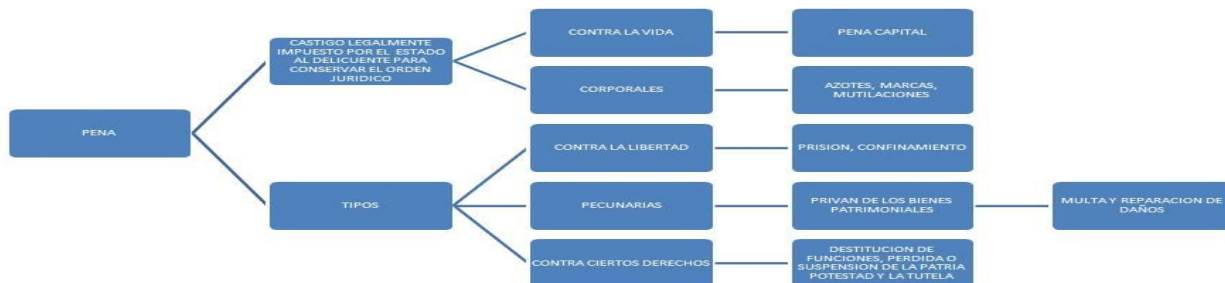 PENA
CASTIGO LEGALMENTE
IMPUESTO POR EL ESTADO
AL DELICUENTE PARA
CONSERVAR EL ORDEN
JURIDICO
CONTRA LA VIDA
PENA CAPITAL
CORPORALES
AZOTES, MARCAS,
MUTILACIONES
TIPOS
CONTRA LA LIBERTAD
PRISION, CONFINAMIENTO
PECUNARIAS
PRIVAN DE LOS BIENES
PATRIMONIALES
MULTA Y REPARACION DE
DAÑOS
CONTRA CIERTOS DERECHOS
DESTITUCION DE
FUNCIONES, PERDIDA O
SUSPENSION DE LA PATRIA
POTESTAD Y LA TUTELA